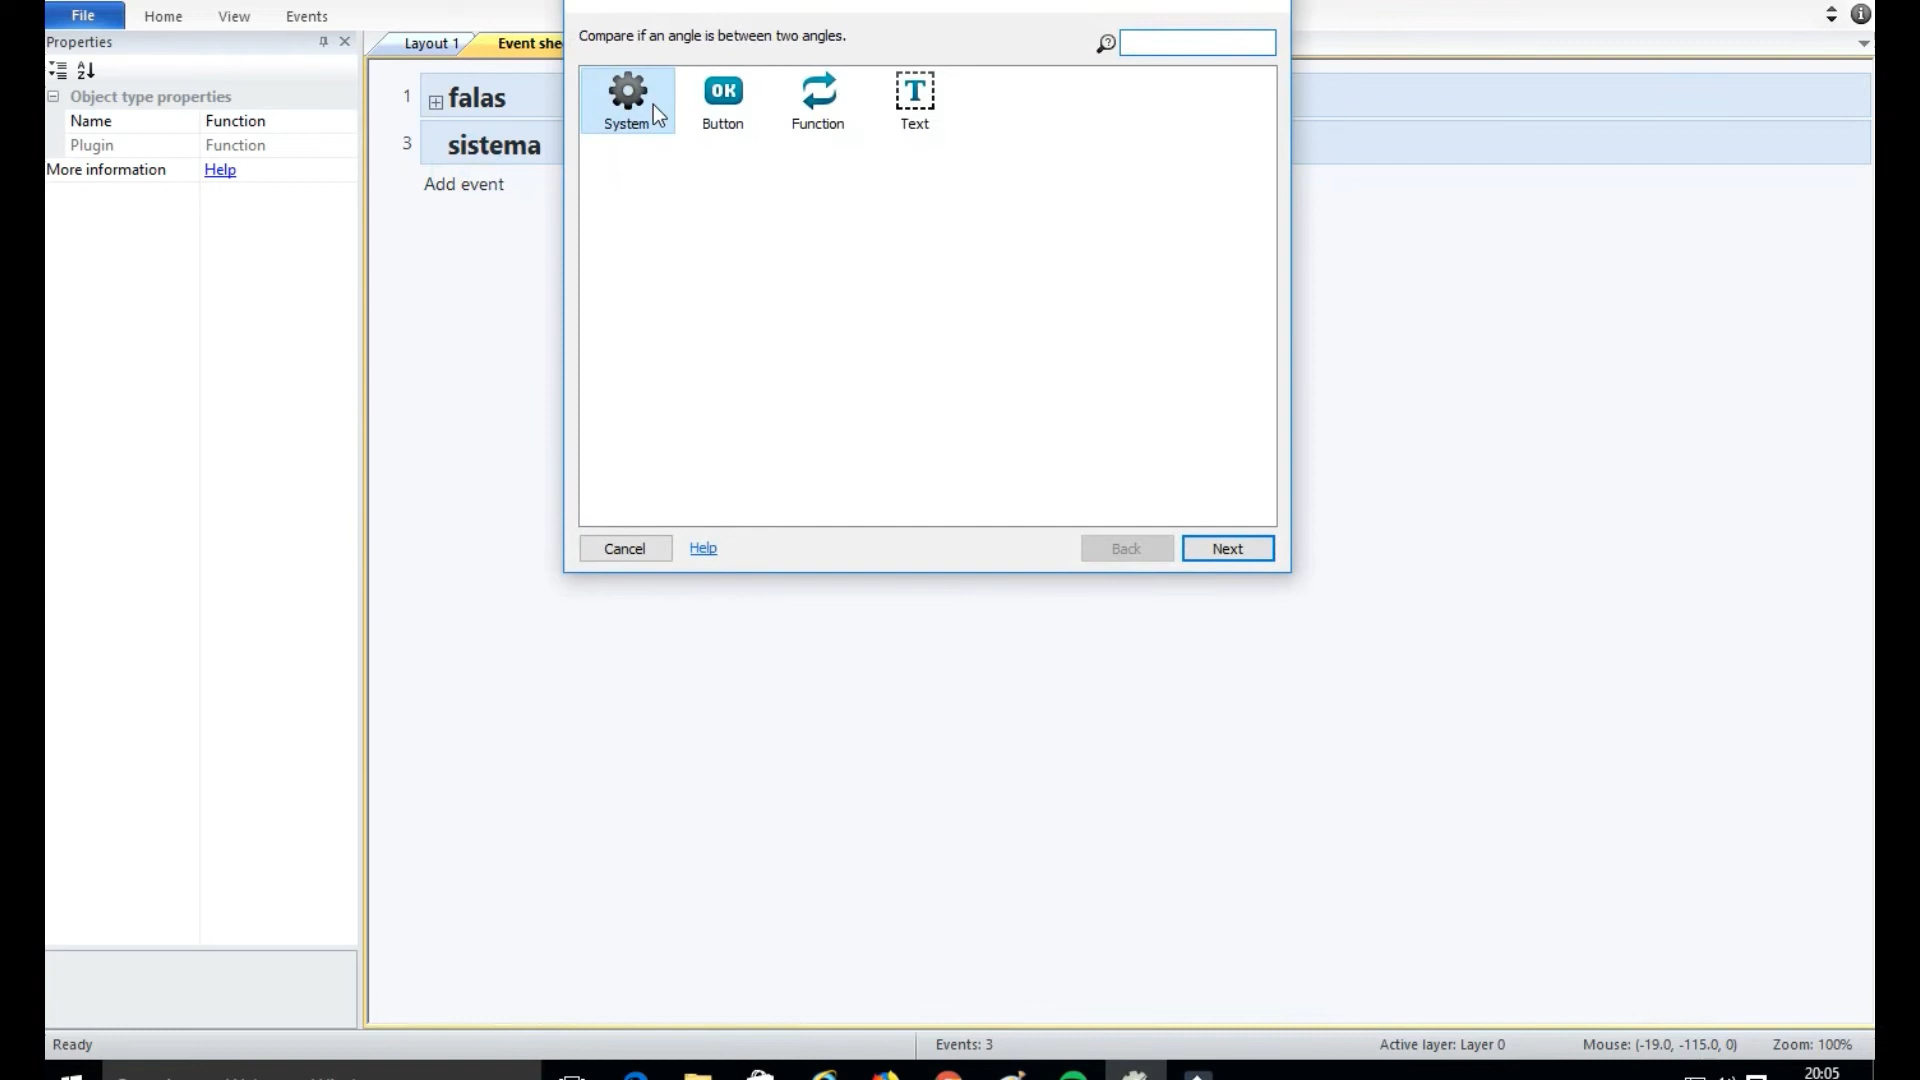 File Home View Events
Properties
Layout 1 Event she
Compare if an angle is between two angles.
Object type properties
Name Function
Plugin Function
More information Help
1 falas
3 sistema
Add event
System Button Function Text
Cancel Help Back Next
Ready Events: 3 Active layer: Layer 0 Mouse: (-19.0, -115.0, 0) Zoom: 100%
20:05